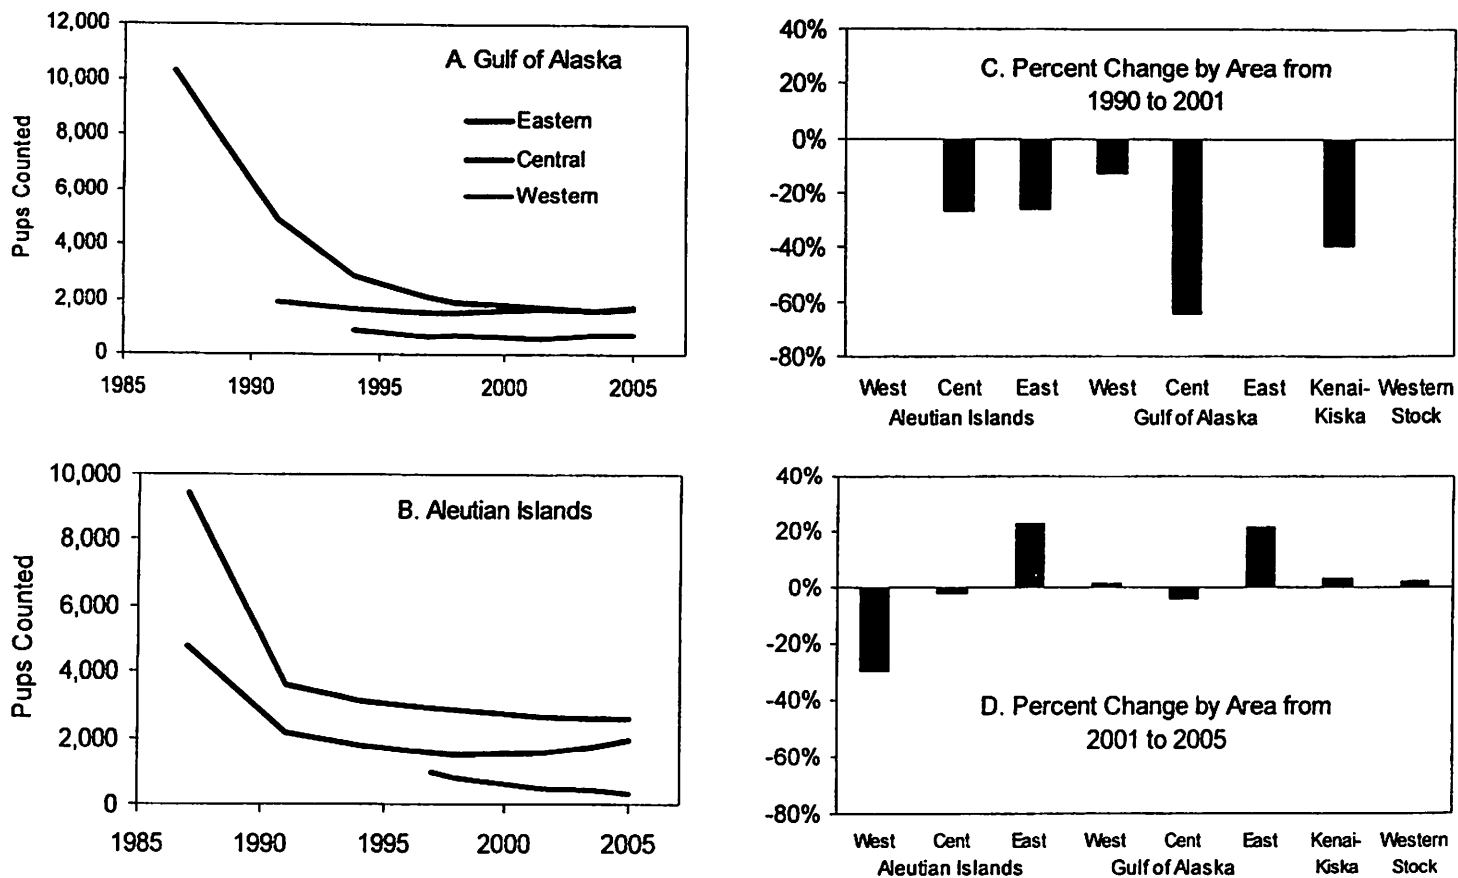 12,000
10,000
8,000
6,000
4,000
2,000
0
Pups Counted
A. Gulf of Alaska
Eastern
Central
Western
1985 1990 1995 2000 2005
40%
20%
0%
-20%
-40%
-60%
-80%
C. Percent Change by Area from
1990 to 2001
West Cent East West Cent East Kenai- Western
Aleutian Islands Gulf of Alaska Kiska Stock
10,000
8,000
6,000
4,000
2,000
0
Pups Counted
B. Aleutian Islands
1985 1990 1995 2000 2005
40%
20%
0%
-20%
-40%
-60%
-80%
D. Percent Change by Area from
2001 to 2005
West Cent East West Cent East Kenai- Western
Aleutian Islands Gulf of Alaska Kiska Stock